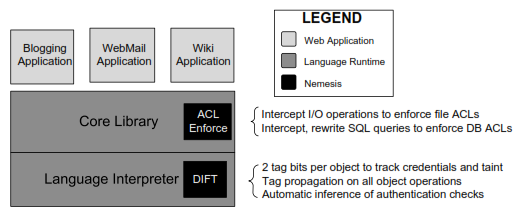 LEGEND
Web Application
Language Runtime
Nemesis
Blogging
Application
WebMail
Application
Wiki
Application
Core Library
ACL
Enforce
Intercept I/O operations to enforce file ACLs
Intercept, rewrite SQL queries to enforce DB ACLs
Language Interpreter
DIFT
2 tag bits per object to track credentials and taint
Tag propagation on all object operations
Automatic inference of authentication checks